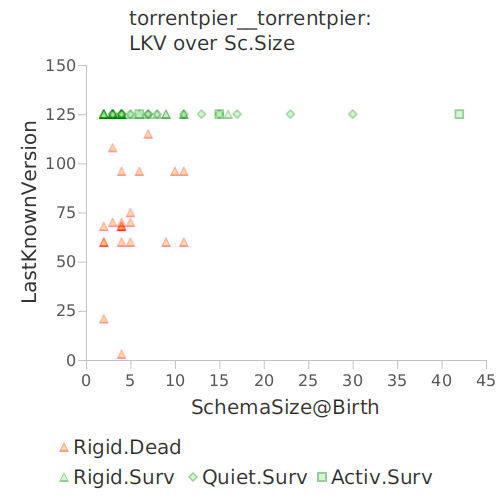 torrentpier__torrentpier:
LKV over Sc.Size
LastKnownVersion
150
125
100
75
50
25
0
0 5 10 15 20 25 30 35 40 45
SchemaSize@Birth
Rigid.Dead
Rigid.Surv Quiet.Surv Activ.Surv